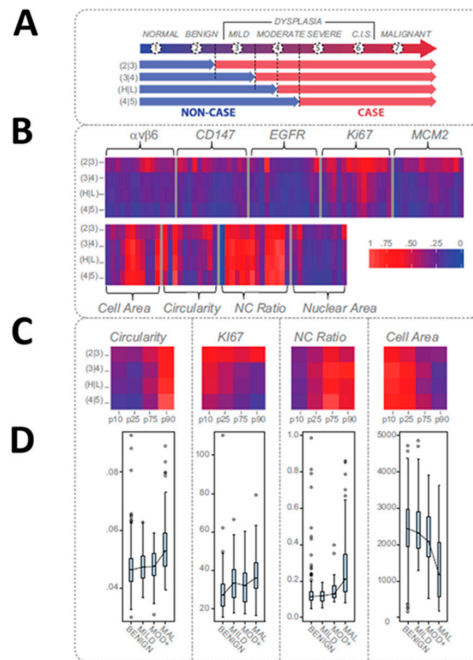 A
DYSPLASIA
NORMAL BENIGN MILD MODERATE SEVERE C.I.S. MALIGNANT
1 2 3 4 5 6 7
(2|3)
(3|4)
(H|L)
(4|5)
NON-CASE CASE
B
αvβ6 CD147 EGFR Ki67 MCM2
(2|3)
(3|4)
(H|L)
(4|5)
(2|3)
(3|4)
(H|L)
(4|5)
1 .75 .5 .25 0
Cell Area Circularity NC Ratio Nuclear Area
C
Circularity KI67 NC Ratio Cell Area
(2|3)
(3|4)
(H|L)
(4|5)
p10 p25 p75 p90 p10 p25 p75 p90 p10 p25 p75 p90 p10 p25 p75 p90
D
.08
.06
.04
100
80
60
40
20
1.0
0.8
0.6
0.4
0.2
0.0
5000
4000
3000
2000
1000
0
BENIGN MILD MOD+ MAL BENIGN MILD MOD+ MAL BENIGN MILD MOD+ MAL BENIGN MILD MOD+ MAL